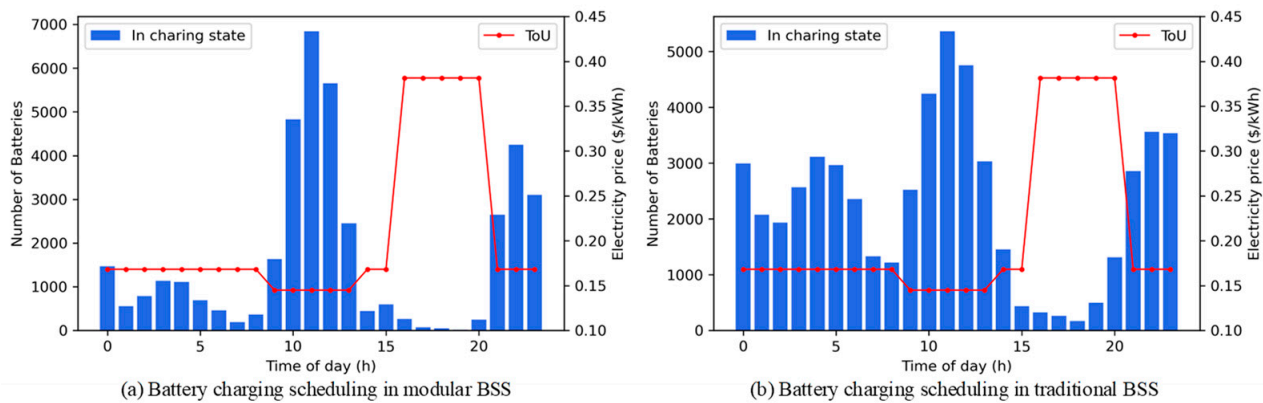 In charing state
ToU
7000
6000
5000
4000
3000
2000
1000
0
Number of Batteries
0.45
0.40
0.35
0.30
0.25
0.20
0.15
0.10
Electricity price ($/kWh)
0 5 10 15 20
Time of day (h)
(a) Battery charging scheduling in modular BSS
In charing state
ToU
5000
4000
3000
2000
1000
0
Number of Batteries
0.45
0.40
0.35
0.30
0.25
0.20
0.15
0.10
Electricity price ($/kWh)
0 5 10 15 20
Time of day (h)
(b) Battery charging scheduling in traditional BSS